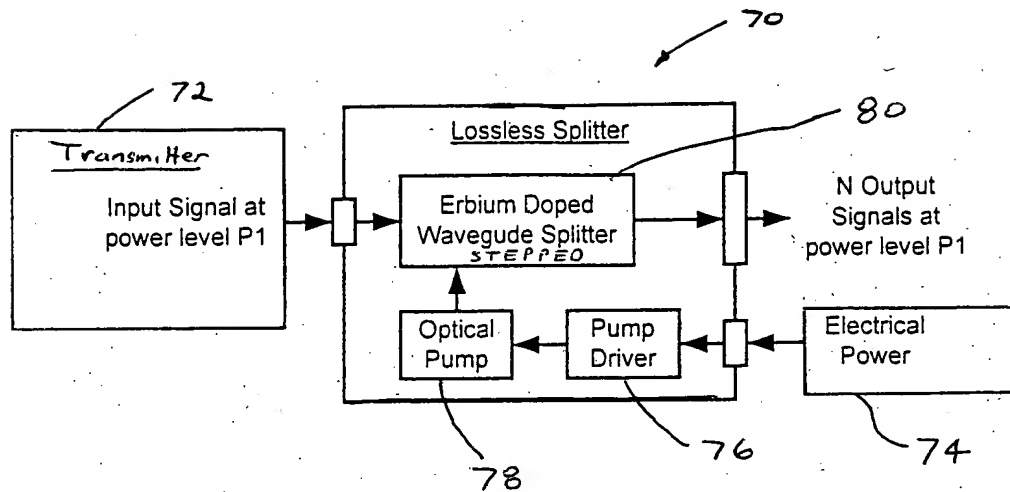 70
72
80
Transmitter
Input Signal at
power level P1
Lossless Splitter
Erbium Doped
Wavegude Splitter
STEPPED
N Output
Signals at
power level P1
Optical
Pump
Pump
Driver
Electrical
Power
78
76
74